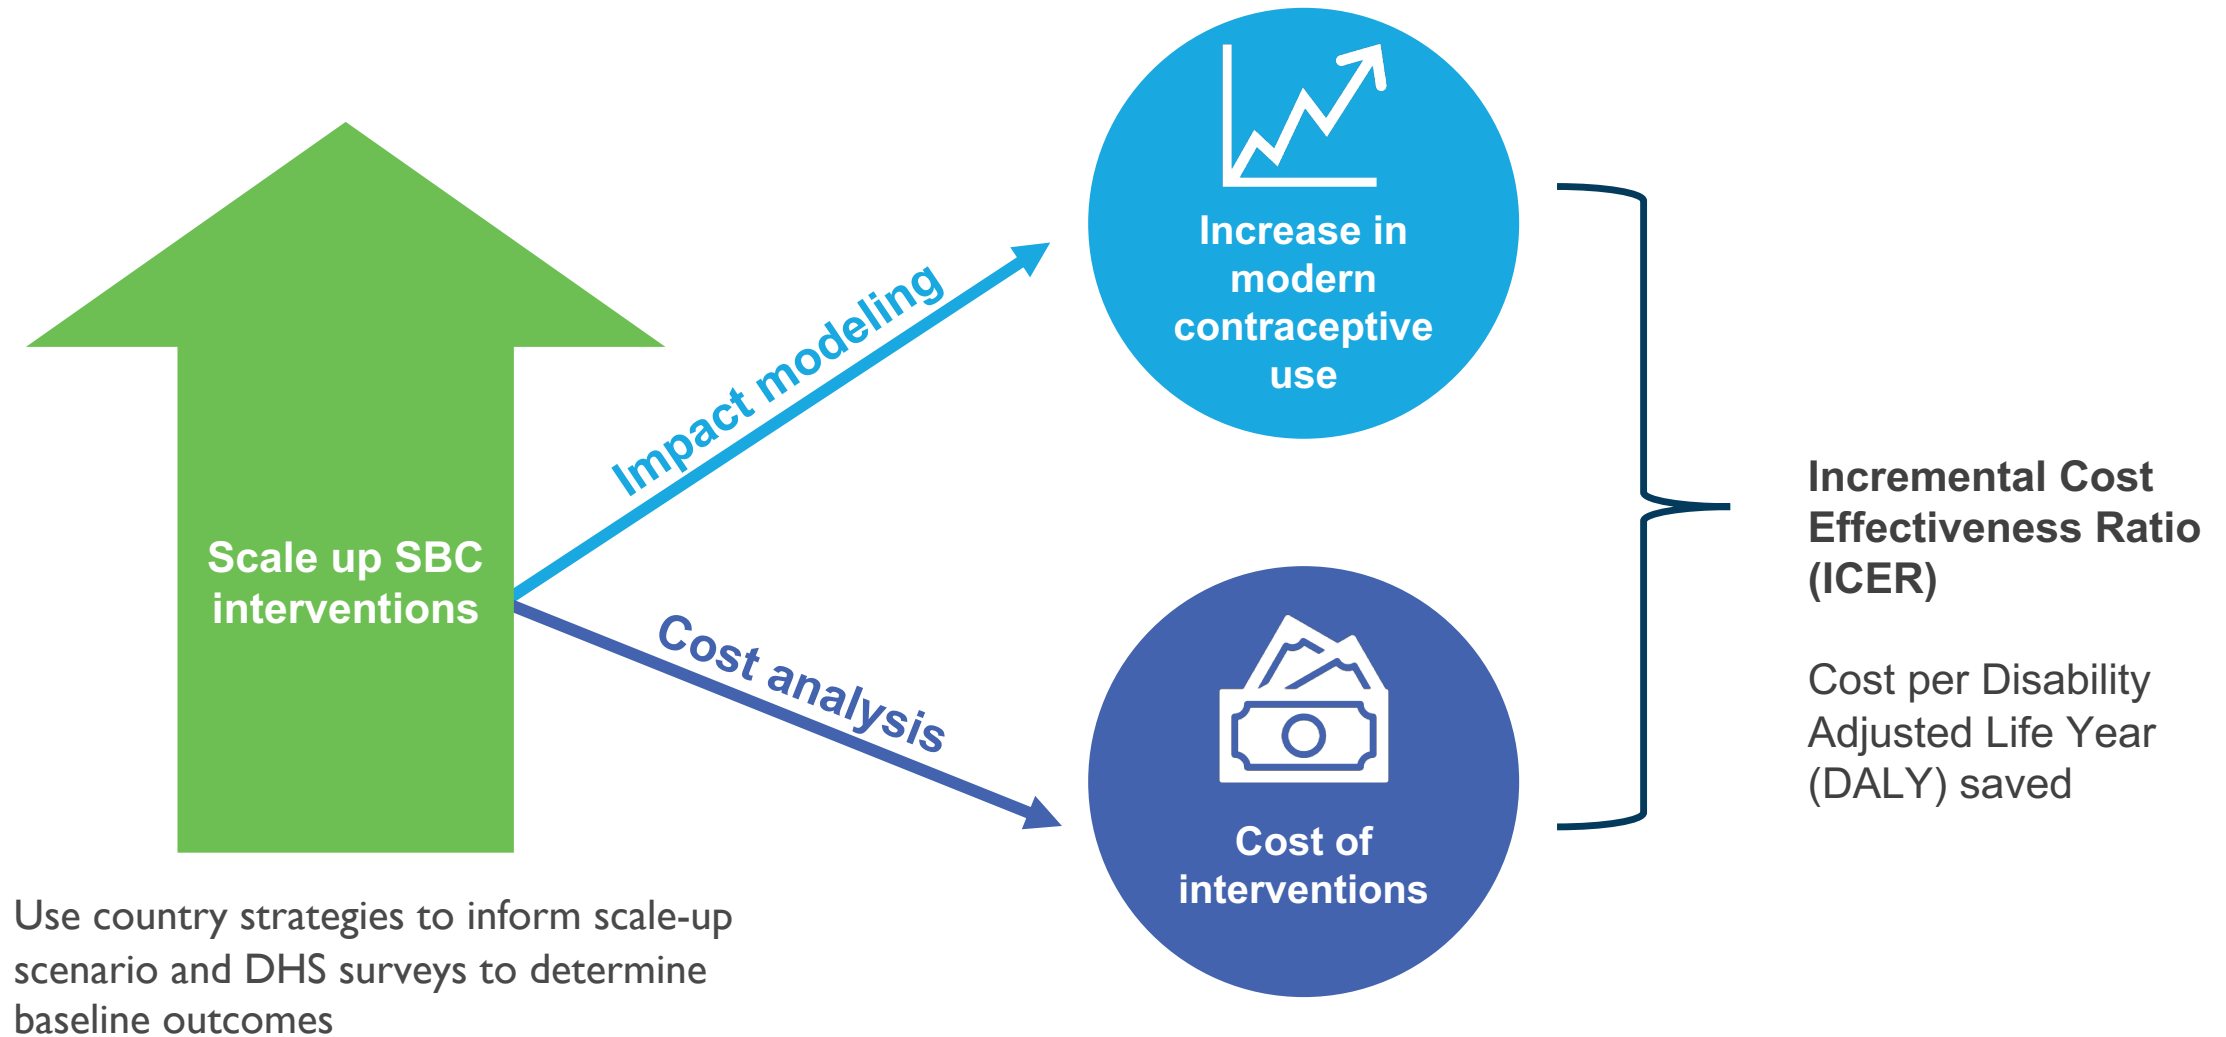 Scale up SBC
interventions
Use country strategies to inform scale-up
scenario and DHS surveys to determine
baseline outcomes
Impact modeling
Cost analysis
Increase in
modern
contraceptive
use
Cost of
interventions
Incremental Cost
Effectiveness Ratio
(ICER)
Cost per Disability
Adjusted Life Year
(DALY) saved